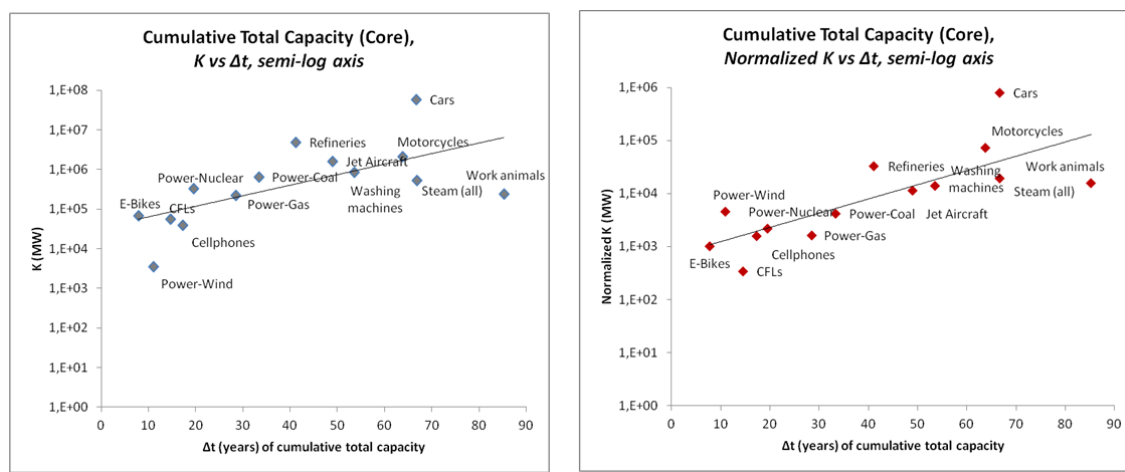 Cumulative Total Capacity (Core),
K vs Δt, semi-log axis
K (MW)
1,E+08
1,E+07
1,E+06
1,E+05
1,E+04
1,E+03
1,E+02
1,E+01
1,E+00
Cars
Refineries
Motorcycles
Jet Aircraft
Power-Nuclear
Power-Coal
Work animals
Washing
machines
Steam (all)
E-Bikes
CFLs
Power-Gas
Cellphones
Power-Wind
0 10 20 30 40 50 60 70 80 90
Δt (years) of cumulative total capacity
Cumulative Total Capacity (Core),
Normalized K vs Δt, semi-log axis
Normalized K (MW)
1,E+06
1,E+05
1,E+04
1,E+03
1,E+02
1,E+01
1,E+00
Cars
Motorcycles
Refineries
Washing
machines
Work animals
Steam (all)
Power-Wind
Power-Nuclear
Power-Coal
Jet Aircraft
Power-Gas
E-Bikes
Cellphones
CFLs
0 10 20 30 40 50 60 70 80 90
Δt (years) of cumulative total capacity